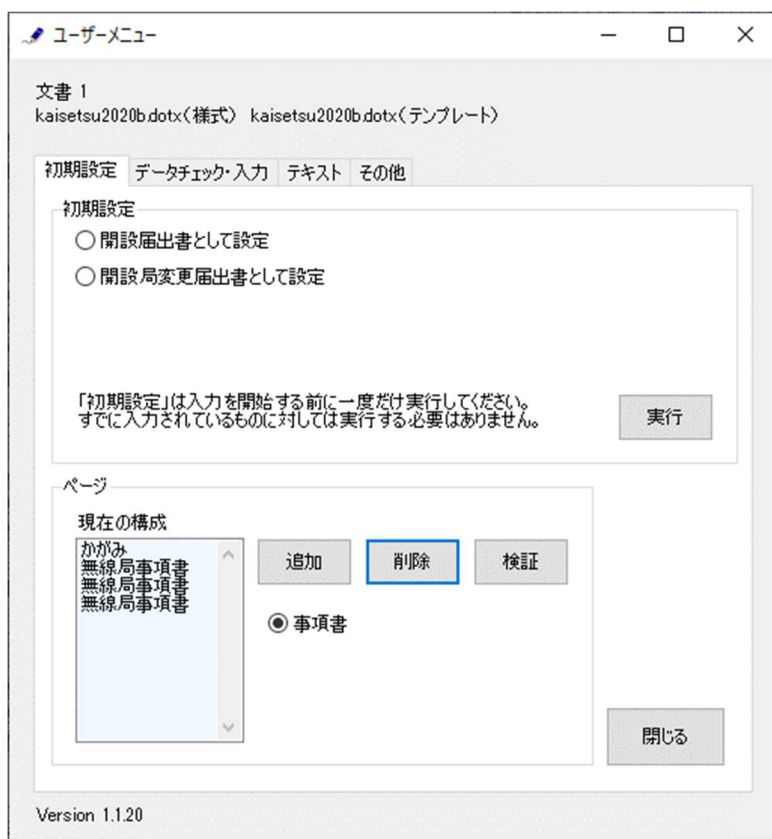 ユーザーメニュー
文書 1
kaisetsu2020b.dotx(様式) kaisetsu2020b.dotx(テンプレート)
初期設定 データチェック・入力 テキスト その他
初期設定
開設届出書として設定
開設局変更届出書として設定
「初期設定」は入力を開始する前に一度だけ実行してください。
すでに入力されているものに対しては実行する必要はありません。
実行
ページ
現在の構成
かがみ
無線局事項書
無線局事項書
無線局事項書
追加 削除 検証
事項書
閉じる
Version 1.1.20